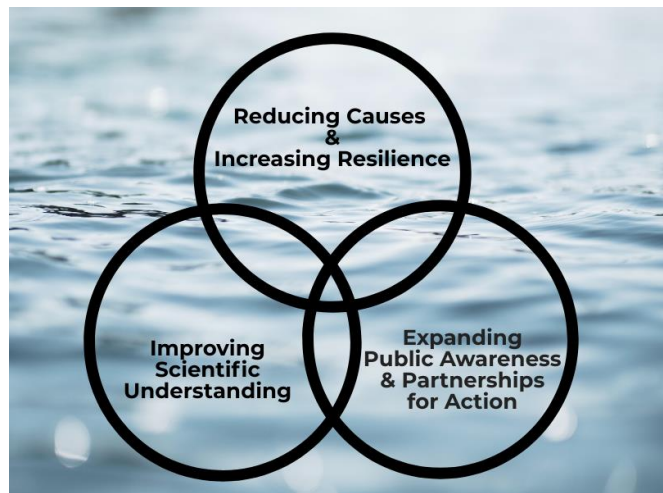 Reducing Causes
&
Increasing Resilience
Improving
Scientific
Understanding
Expanding
Public Awareness
& Partnerships
for Action